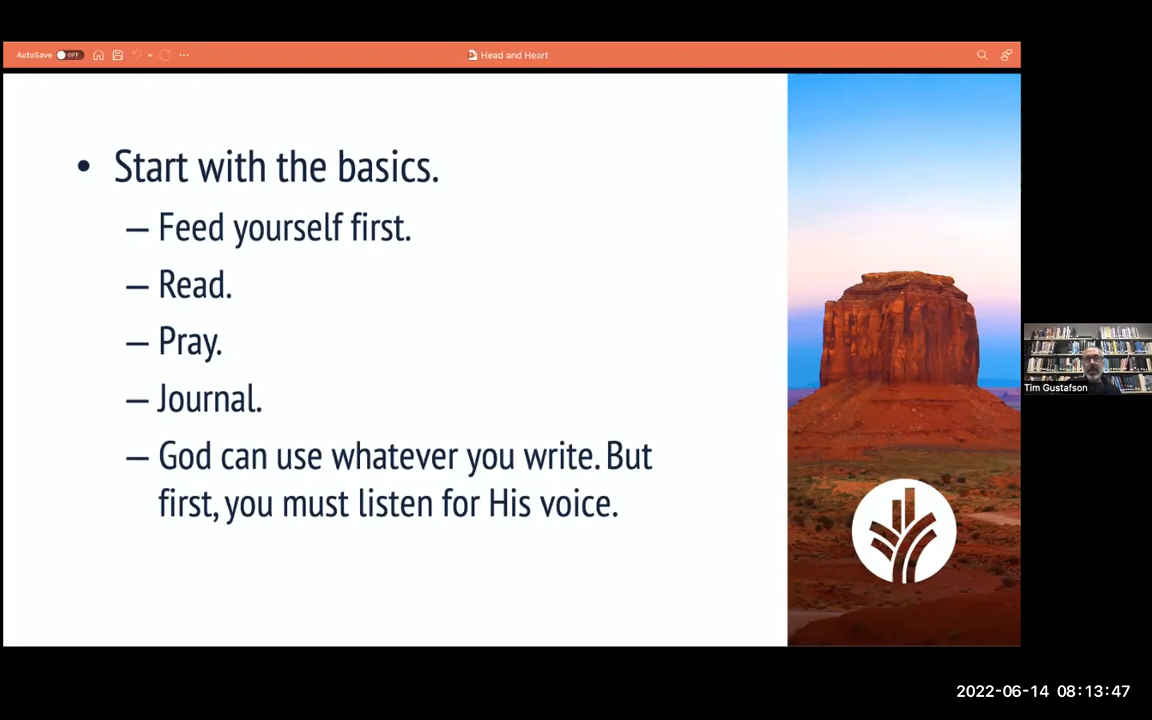 AutoSave OFF
Head and Heart
• Start with the basics.
— Feed yourself first.
— Read.
— Pray.
— Journal.
— God can use whatever you write. But
first, you must listen for His voice.
Tim Gustafson
2022-06-14 08:13:47